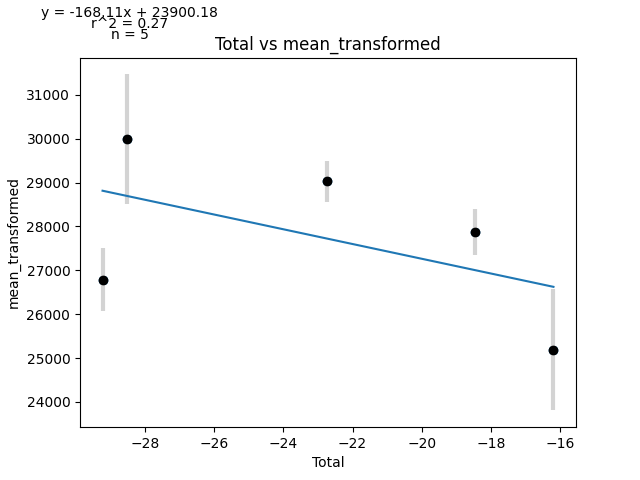 y = -168.11x + 23900.18
r^2 = 0.27
n = 5
Total vs mean_transformed
31000
30000
29000
28000
27000
26000
25000
24000
mean_transformed
−28
−26
−24
−22
−20
−18
−16
Total